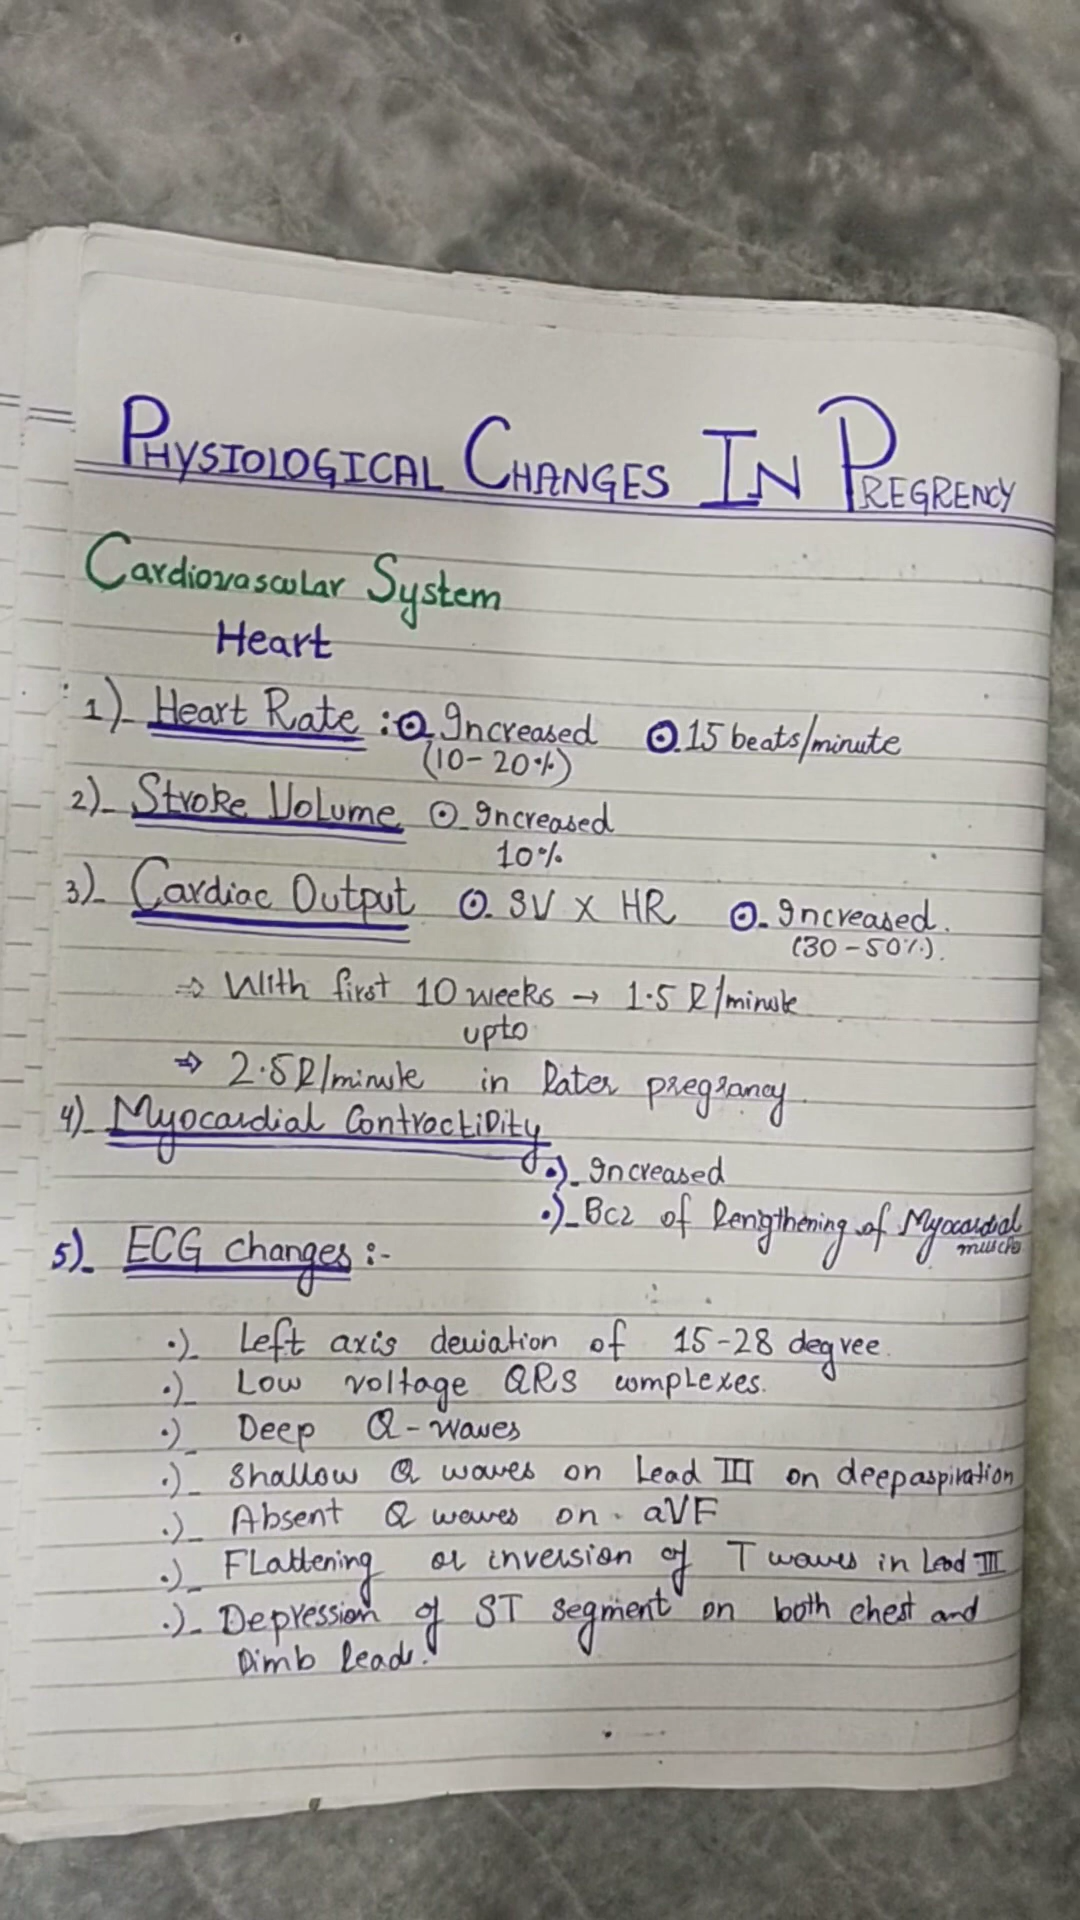 PHYSIOLOGICAL CHANGES IN PREGRENCY
Cardiovascular System
Heart
1)_ Heart Rate : Increased 15 beats/minute
(10-20%)
2)_ Stroke Volume Increased
10%
3)_ Cardiac Output SV X HR Increased.
(30-50%).
⇒ With first 10 weeks → 1.5 l/minute
upto
⇒ 2.5l/minute in later pregnancy.
4)_ Myocardial Contractility
•)_ Increased
•)_ Bcz of lengthening of Myocardial
muscles
5)_ ECG changes :-
•)_ Left axis deviation of 15-28 degree.
•)_ Low voltage QRS complexes.
•)_ Deep Q-waves
•)_ Shallow Q waves on Lead III on deepaspiration
•)_ Absent Q waves on aVF
•)_ Flattening or inversion of T waves in Lead III
•)_ Depression of ST segment on both chest and
limb leads.